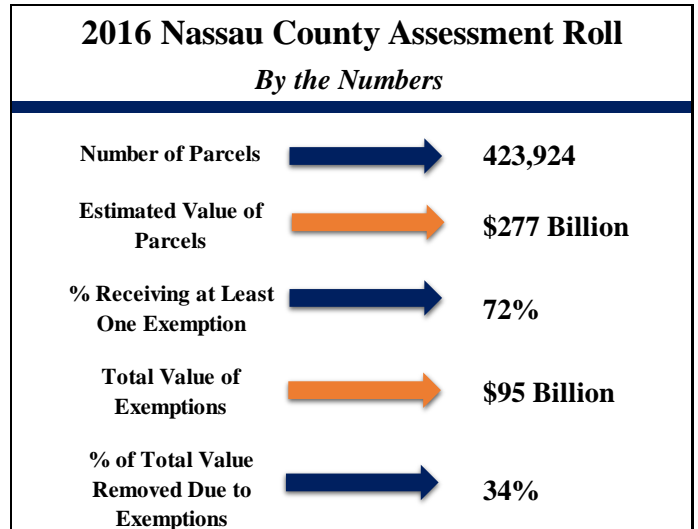 2016 Nassau County Assessment Roll
By the Numbers
Number of Parcels
423,924
Estimated Value of
Parcels
$277 Billion
% Receiving at Least
One Exemption
72%
Total Value of
Exemptions
$95 Billion
% of Total Value
Removed Due to
Exemptions
34%